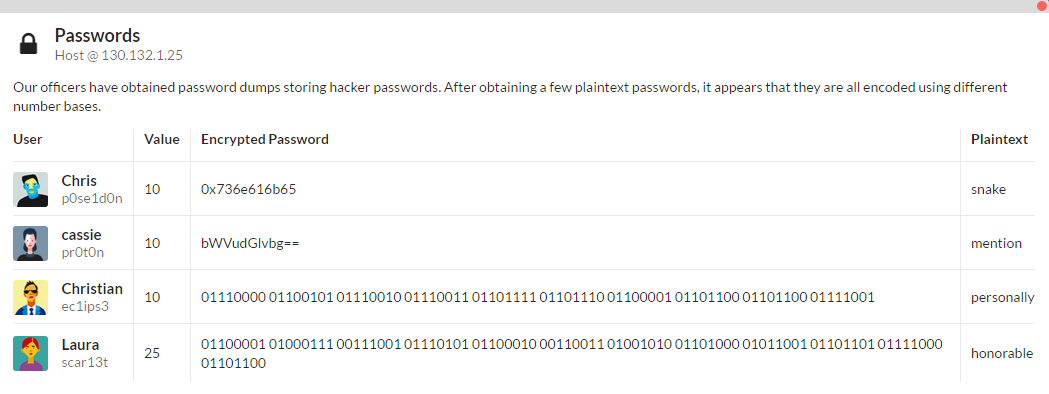 Passwords
Host @ 130.132.1.25
Our officers have obtained password dumps storing hacker passwords. After obtaining a few plaintext passwords, it appears that they are all encoded using different
number bases.
User Value Encrypted Password Plaintext
Chris
p0se1d0n 10 0x736e616b65 snake
cassie
pr0t0n 10 bWVudGlvbg== mention
Christian
ec1ips3 10 01110000 01100101 01110010 01110011 01101111 01101110 01100001 01101100 01101100 01111001 personally
Laura
scar13t 25 01100001 01000111 00111001 01110101 01100010 00110011 01001010 01101000 01011001 01101101 01111000
01101100 honorable